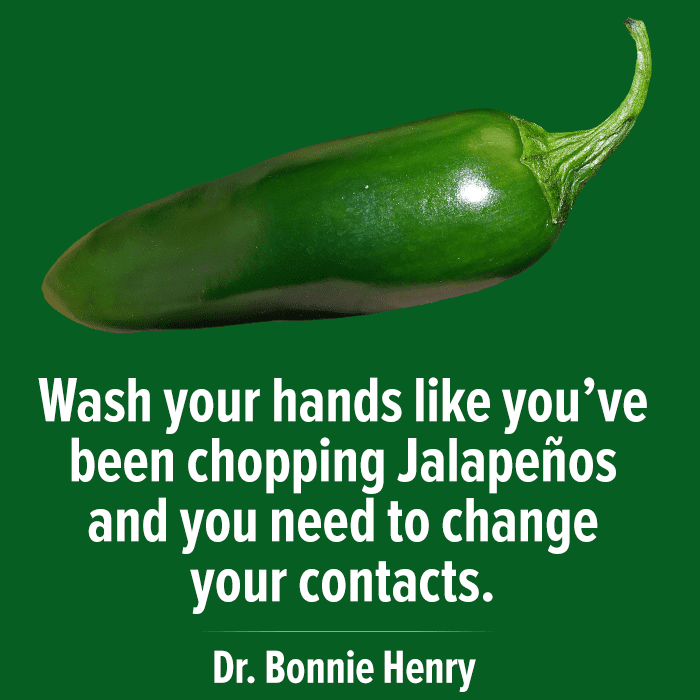 Wash your hands like you’ve
been chopping Jalapeños
and you need to change
your contacts.
Dr. Bonnie Henry